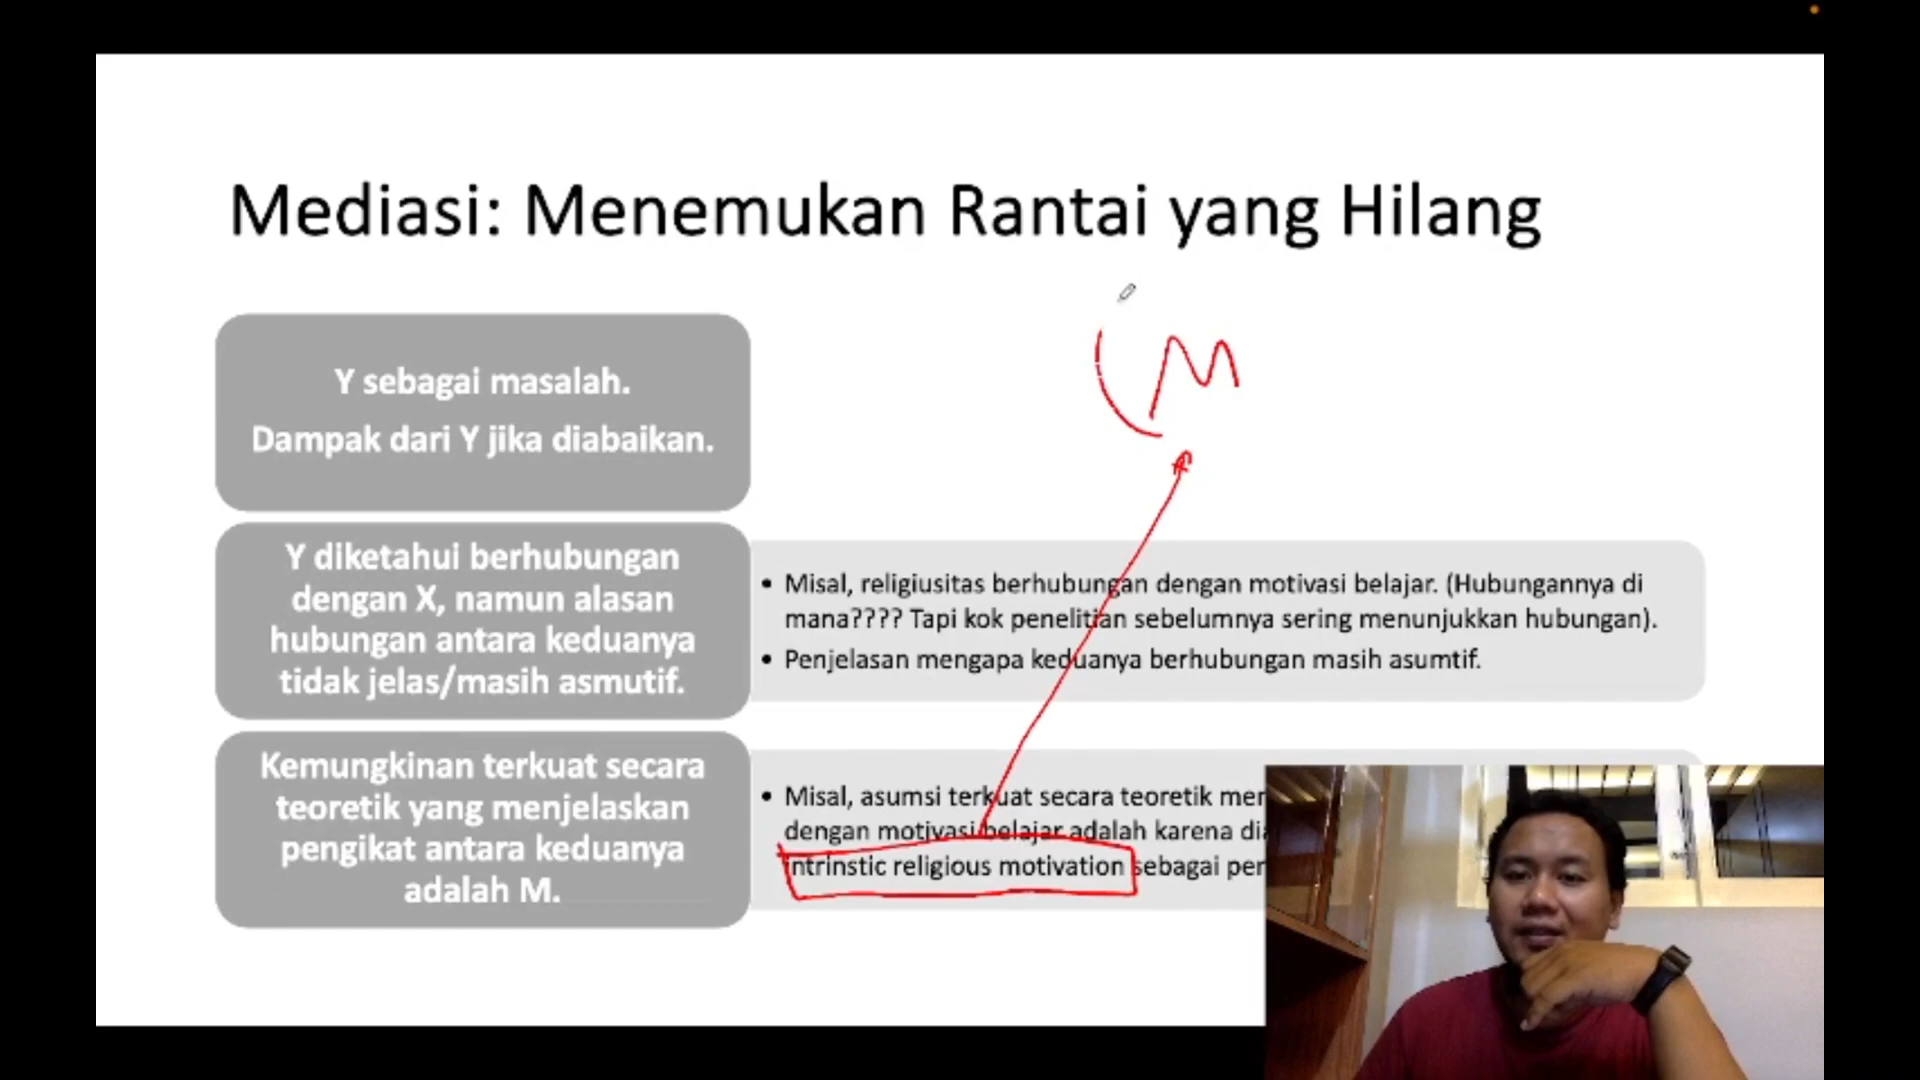 Mediasi: Menemukan Rantai yang Hilang
M
Y sebagai masalah.
Dampak dari Y jika diabaikan.
Y diketahui berhubungan
dengan X, namun alasan
hubungan antara keduanya
tidak jelas/masih asmutif.
• Misal, religiusitas berhubungan dengan motivasi belajar. (Hubungannya di
mana???? Tapi kok penelitian sebelumnya sering menunjukkan hubungan).
• Penjelasan mengapa keduanya berhubungan masih asumtif.
Kemungkinan terkuat secara
teoretik yang menjelaskan
pengikat antara keduanya
adalah M.
• Misal, asumsi terkuat secara teoretik
dengan motivasi belajar adalah karena
intrinstic religious motivation sebagai